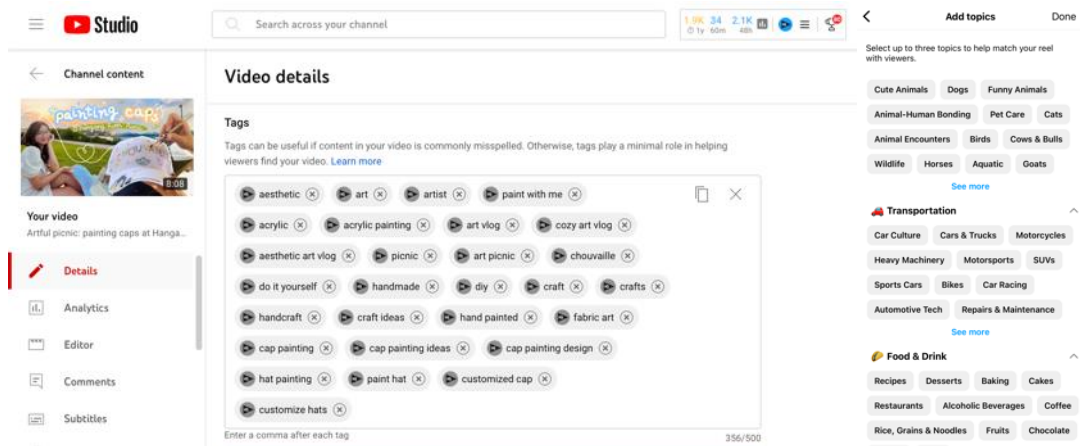 Studio
Search across your channel
1.9K 34 2.1K
1y 60m 48h
Channel content
painting caps
8:08
Your video
Artful picnic: painting caps at Hanga...
Details
Analytics
Editor
Comments
Subtitles
Video details
Tags
Tags can be useful if content in your video is commonly misspelled. Otherwise, tags play a minimal role in helping
viewers find your video. Learn more
aesthetic art artist paint with me
acrylic acrylic painting art vlog cozy art vlog
aesthetic art vlog picnic art picnic chouvaille
do it yourself handmade diy craft crafts
handcraft craft ideas hand painted fabric art
cap painting cap painting ideas cap painting design
hat painting paint hat customized cap
customize hats
Enter a comma after each tag 356/500
Add topics Done
Select up to three topics to help match your reel
with viewers.
Cute Animals Dogs Funny Animals
Animal-Human Bonding Pet Care Cats
Animal Encounters Birds Cows & Bulls
Wildlife Horses Aquatic Goats
See more
Transportation
Car Culture Cars & Trucks Motorcycles
Heavy Machinery Motorsports SUVs
Sports Cars Bikes Car Racing
Automotive Tech Repairs & Maintenance
See more
Food & Drink
Recipes Desserts Baking Cakes
Restaurants Alcoholic Beverages Coffee
Rice, Grains & Noodles Fruits Chocolate